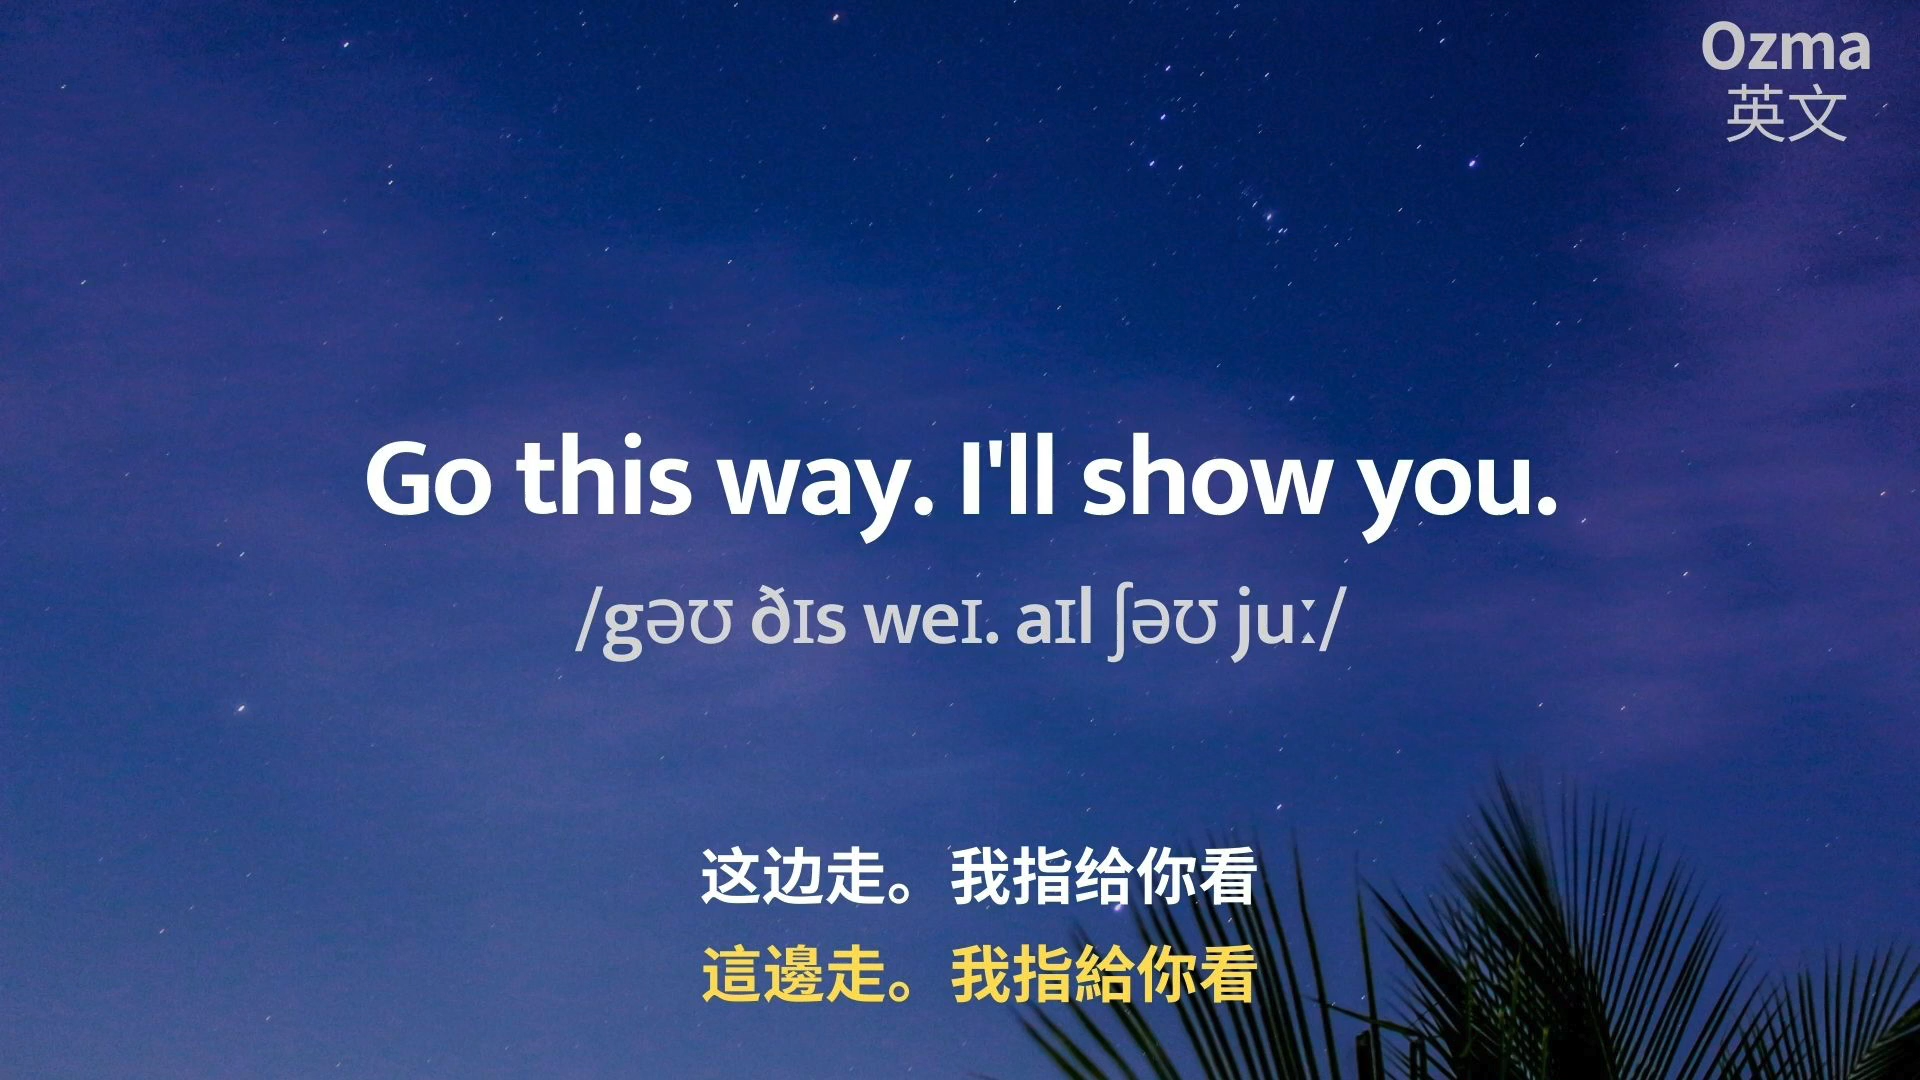 Ozma
英文
Go this way. I'll show you.
/gəʊ ðɪs weɪ. aɪl ʃəʊ juː/
这边走。我指给你看
這邊走。我指給你看